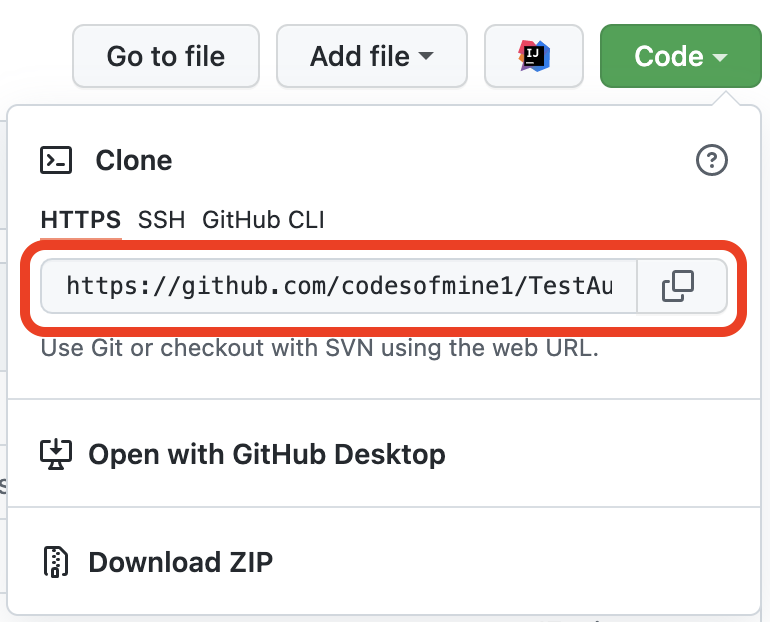 Go to file Add file IJ Code
Clone
HTTPS SSH GitHub CLI
https://github.com/codesofmine1/TestAu
Use Git or checkout with SVN using the web URL.
Open with GitHub Desktop
Download ZIP